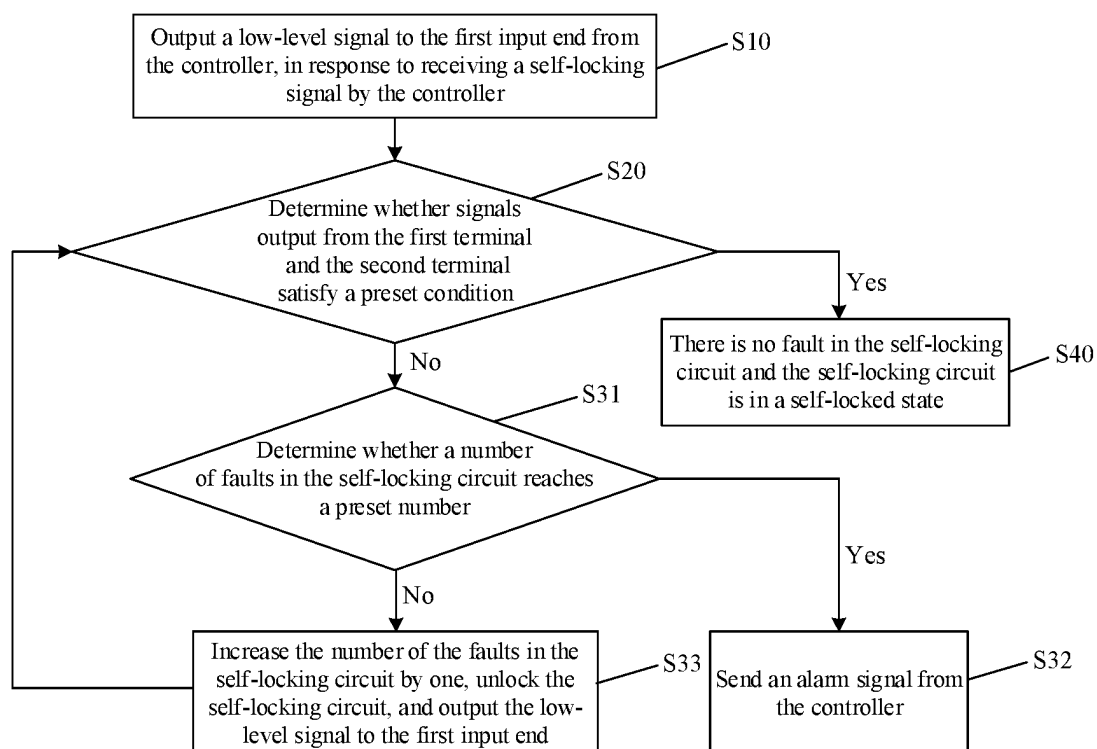 Output a low-level signal to the first input end from
the controller, in response to receiving a self-locking
signal by the controller
S10
S20
Determine whether signals
output from the first terminal
and the second terminal
satisfy a preset condition
Yes
There is no fault in the self-locking
circuit and the self-locking circuit
is in a self-locked state
S40
No
S31
Determine whether a number
of faults in the self-locking circuit reaches
a preset number
Yes
No
Increase the number of the faults in the
self-locking circuit by one, unlock the
self-locking circuit, and output the low-
level signal to the first input end
S33
Send an alarm signal from
the controller
S32